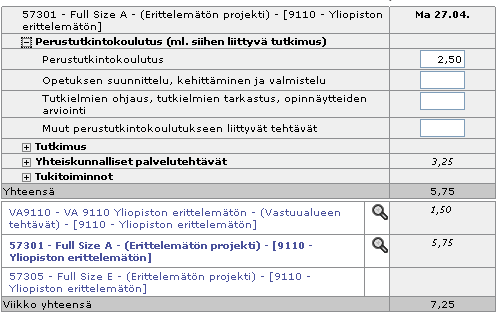 57301 - Full Size A - (Erittelemätön projekti) - [9110 - Yliopiston erittelemätön] Ma 27.04.
Perustutkintokoulutus (ml. siihen liittyvä tutkimus)
Perustutkintokoulutus 2,50
Opetuksen suunnittelu, kehittäminen ja valmistelu
Tutkielmien ohjaus, tutkielmien tarkastus, opinnäytteiden
arviointi
Muut perustutkintokoulutukseen liittyvät tehtävät
Tutkimus
Yhteiskunnalliset palvelutehtävät 3,25
Tukitoiminnot
Yhteensä 5,75
VA9110 - VA 9110 Yliopiston erittelemätön - (Vastuualueen 1,50
tehtävät) - [9110 - Yliopiston erittelemätön]
57301 - Full Size A - (Erittelemätön projekti) - [9110 - 5,75
Yliopiston erittelemätön]
57305 - Full Size E - (Erittelemätön projekti) - [9110 -
Yliopiston erittelemätön]
Viikko yhteensä 7,25